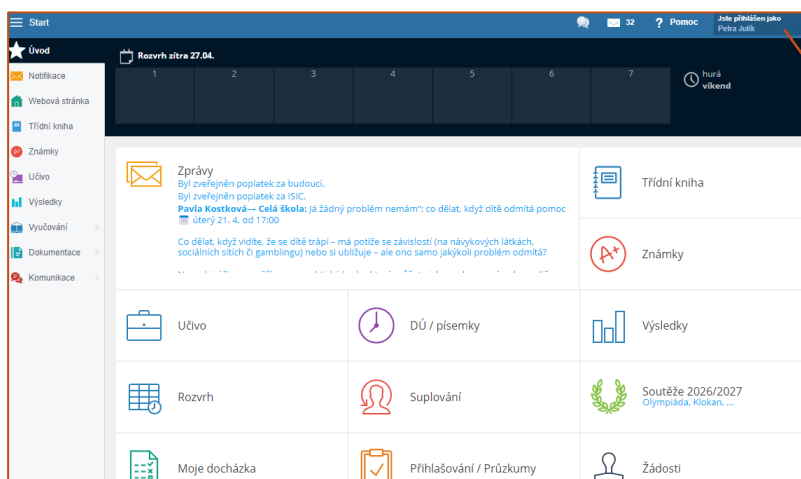 Start
32
? Pomoc
Jste přihlášen jako
Petra Jutik
Úvod
Notifikace
Webová stránka
Třídní kniha
Známky
Učivo
Výsledky
Vyučování
Dokumentace
Komunikace
Rozvrh zítra 27.04.
1 2 3 4 5 6 7
hurá
víkend
Zprávy
Byl zveřejněn poplatek za budoucí.
Byl zveřejněn poplatek za ISIC.
Pavla Kostková→ Celá škola: Já žádný problém nemám": co dělat, když dítě odmítá pomoc
úterý 21. 4. od 17:00
Co dělat, když vidíte, že se dítě trápí – má potíže se závislostí (na návykových látkách,
sociálních sítích či gamblingu) nebo si ubližuje – ale ono samo jakýkoli problém odmítá?
Třídní kniha
A+
Známky
Učivo
DÚ / písemky
Výsledky
Rozvrh
Suplování
Soutěže 2026/2027
Olympiáda, Klokan, ...
Moje docházka
Přihlašování / Průzkumy
Žádosti